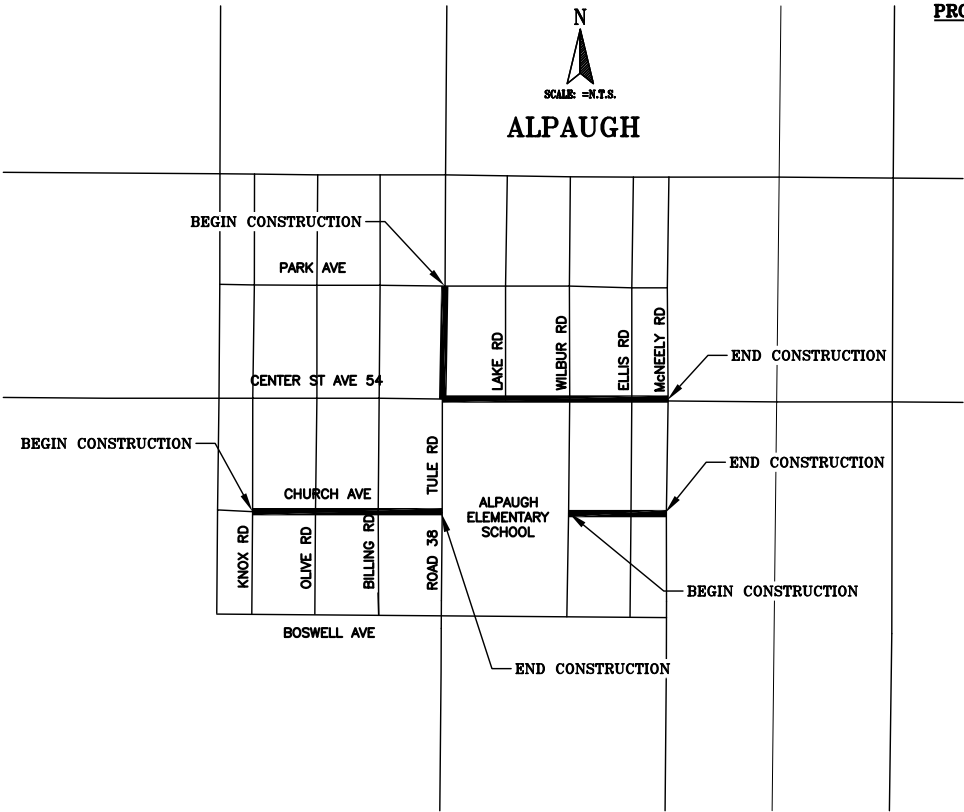 PRO
N
SCALE: =N.T.S.
ALPAUGH
BEGIN CONSTRUCTION
PARK AVE
LAKE RD
WILBUR RD
ELLIS RD
McNEELY RD
END CONSTRUCTION
CENTER ST AVE 54
BEGIN CONSTRUCTION
TULE RD
END CONSTRUCTION
CHURCH AVE
ALPAUGH
ELEMENTARY
SCHOOL
KNOX RD
OLIVE RD
BILLING RD
ROAD 38
BEGIN CONSTRUCTION
BOSWELL AVE
END CONSTRUCTION